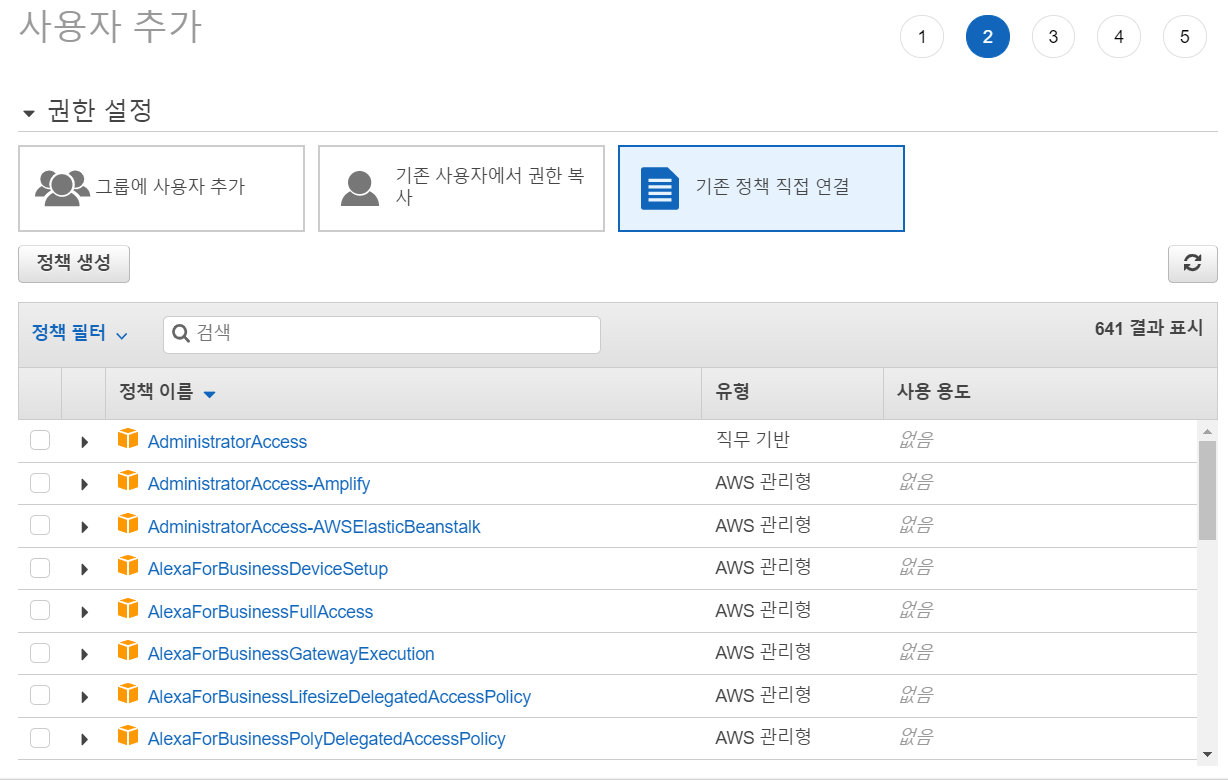 사용자 추가
1 2 3 4 5
권한 설정
그룹에 사용자 추가
기존 사용자에서 권한 복
사
기존 정책 직접 연결
정책 생성
정책 필터 검색 641 결과 표시
정책 이름 유형 사용 용도
AdministratorAccess 직무 기반 없음
AdministratorAccess-Amplify AWS 관리형 없음
AdministratorAccess-AWSElasticBeanstalk AWS 관리형 없음
AlexaForBusinessDeviceSetup AWS 관리형 없음
AlexaForBusinessFullAccess AWS 관리형 없음
AlexaForBusinessGatewayExecution AWS 관리형 없음
AlexaForBusinessLifesizeDelegatedAccessPolicy AWS 관리형 없음
AlexaForBusinessPolyDelegatedAccessPolicy AWS 관리형 없음